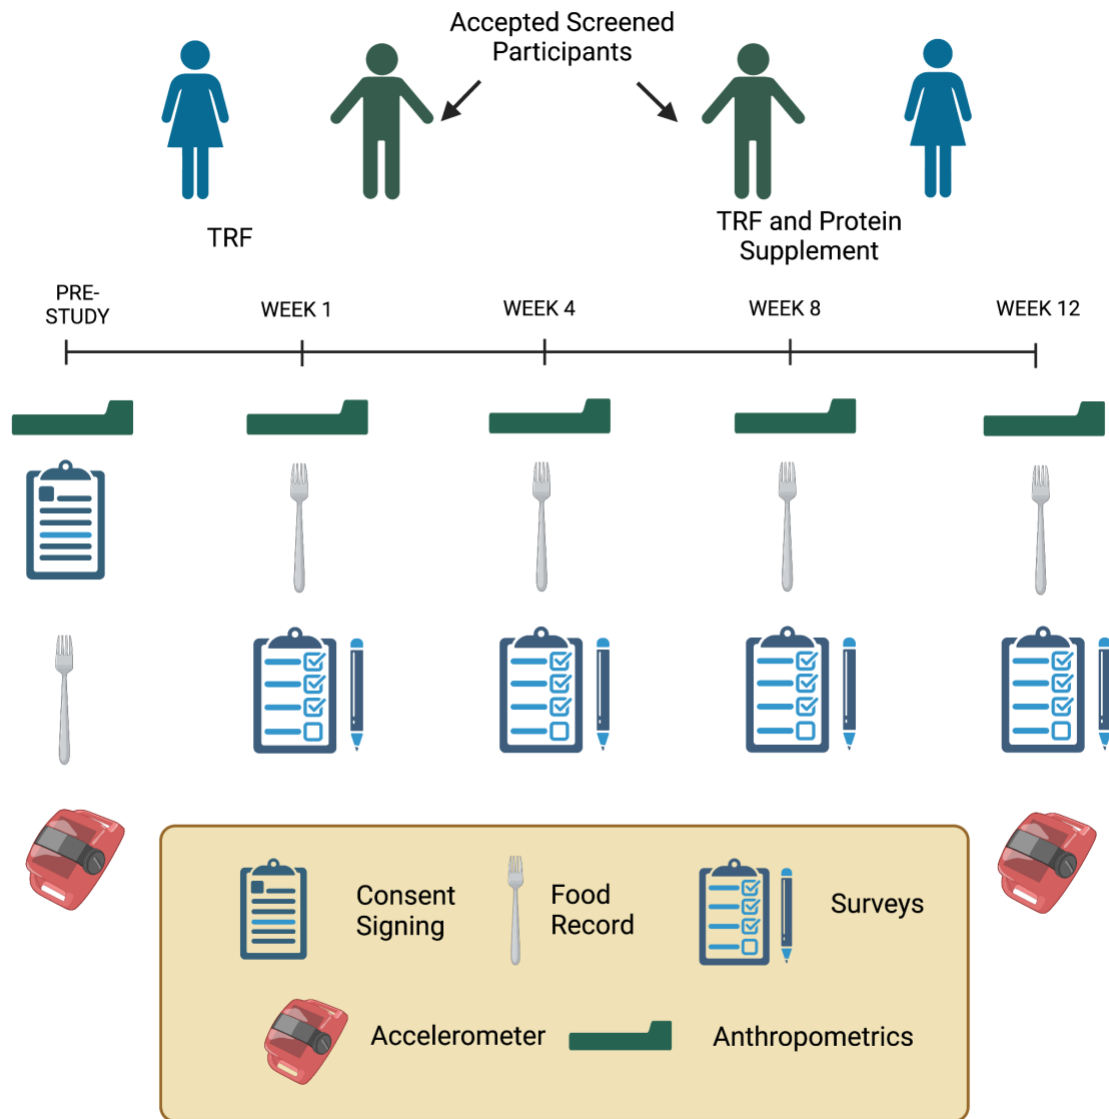 Accepted Screened
Participants
TRF
TRF and Protein
Supplement
PRE-
STUDY
WEEK 1
WEEK 4
WEEK 8
WEEK 12
Consent
Signing
Food
Record
Surveys
Accelerometer
Anthropometrics